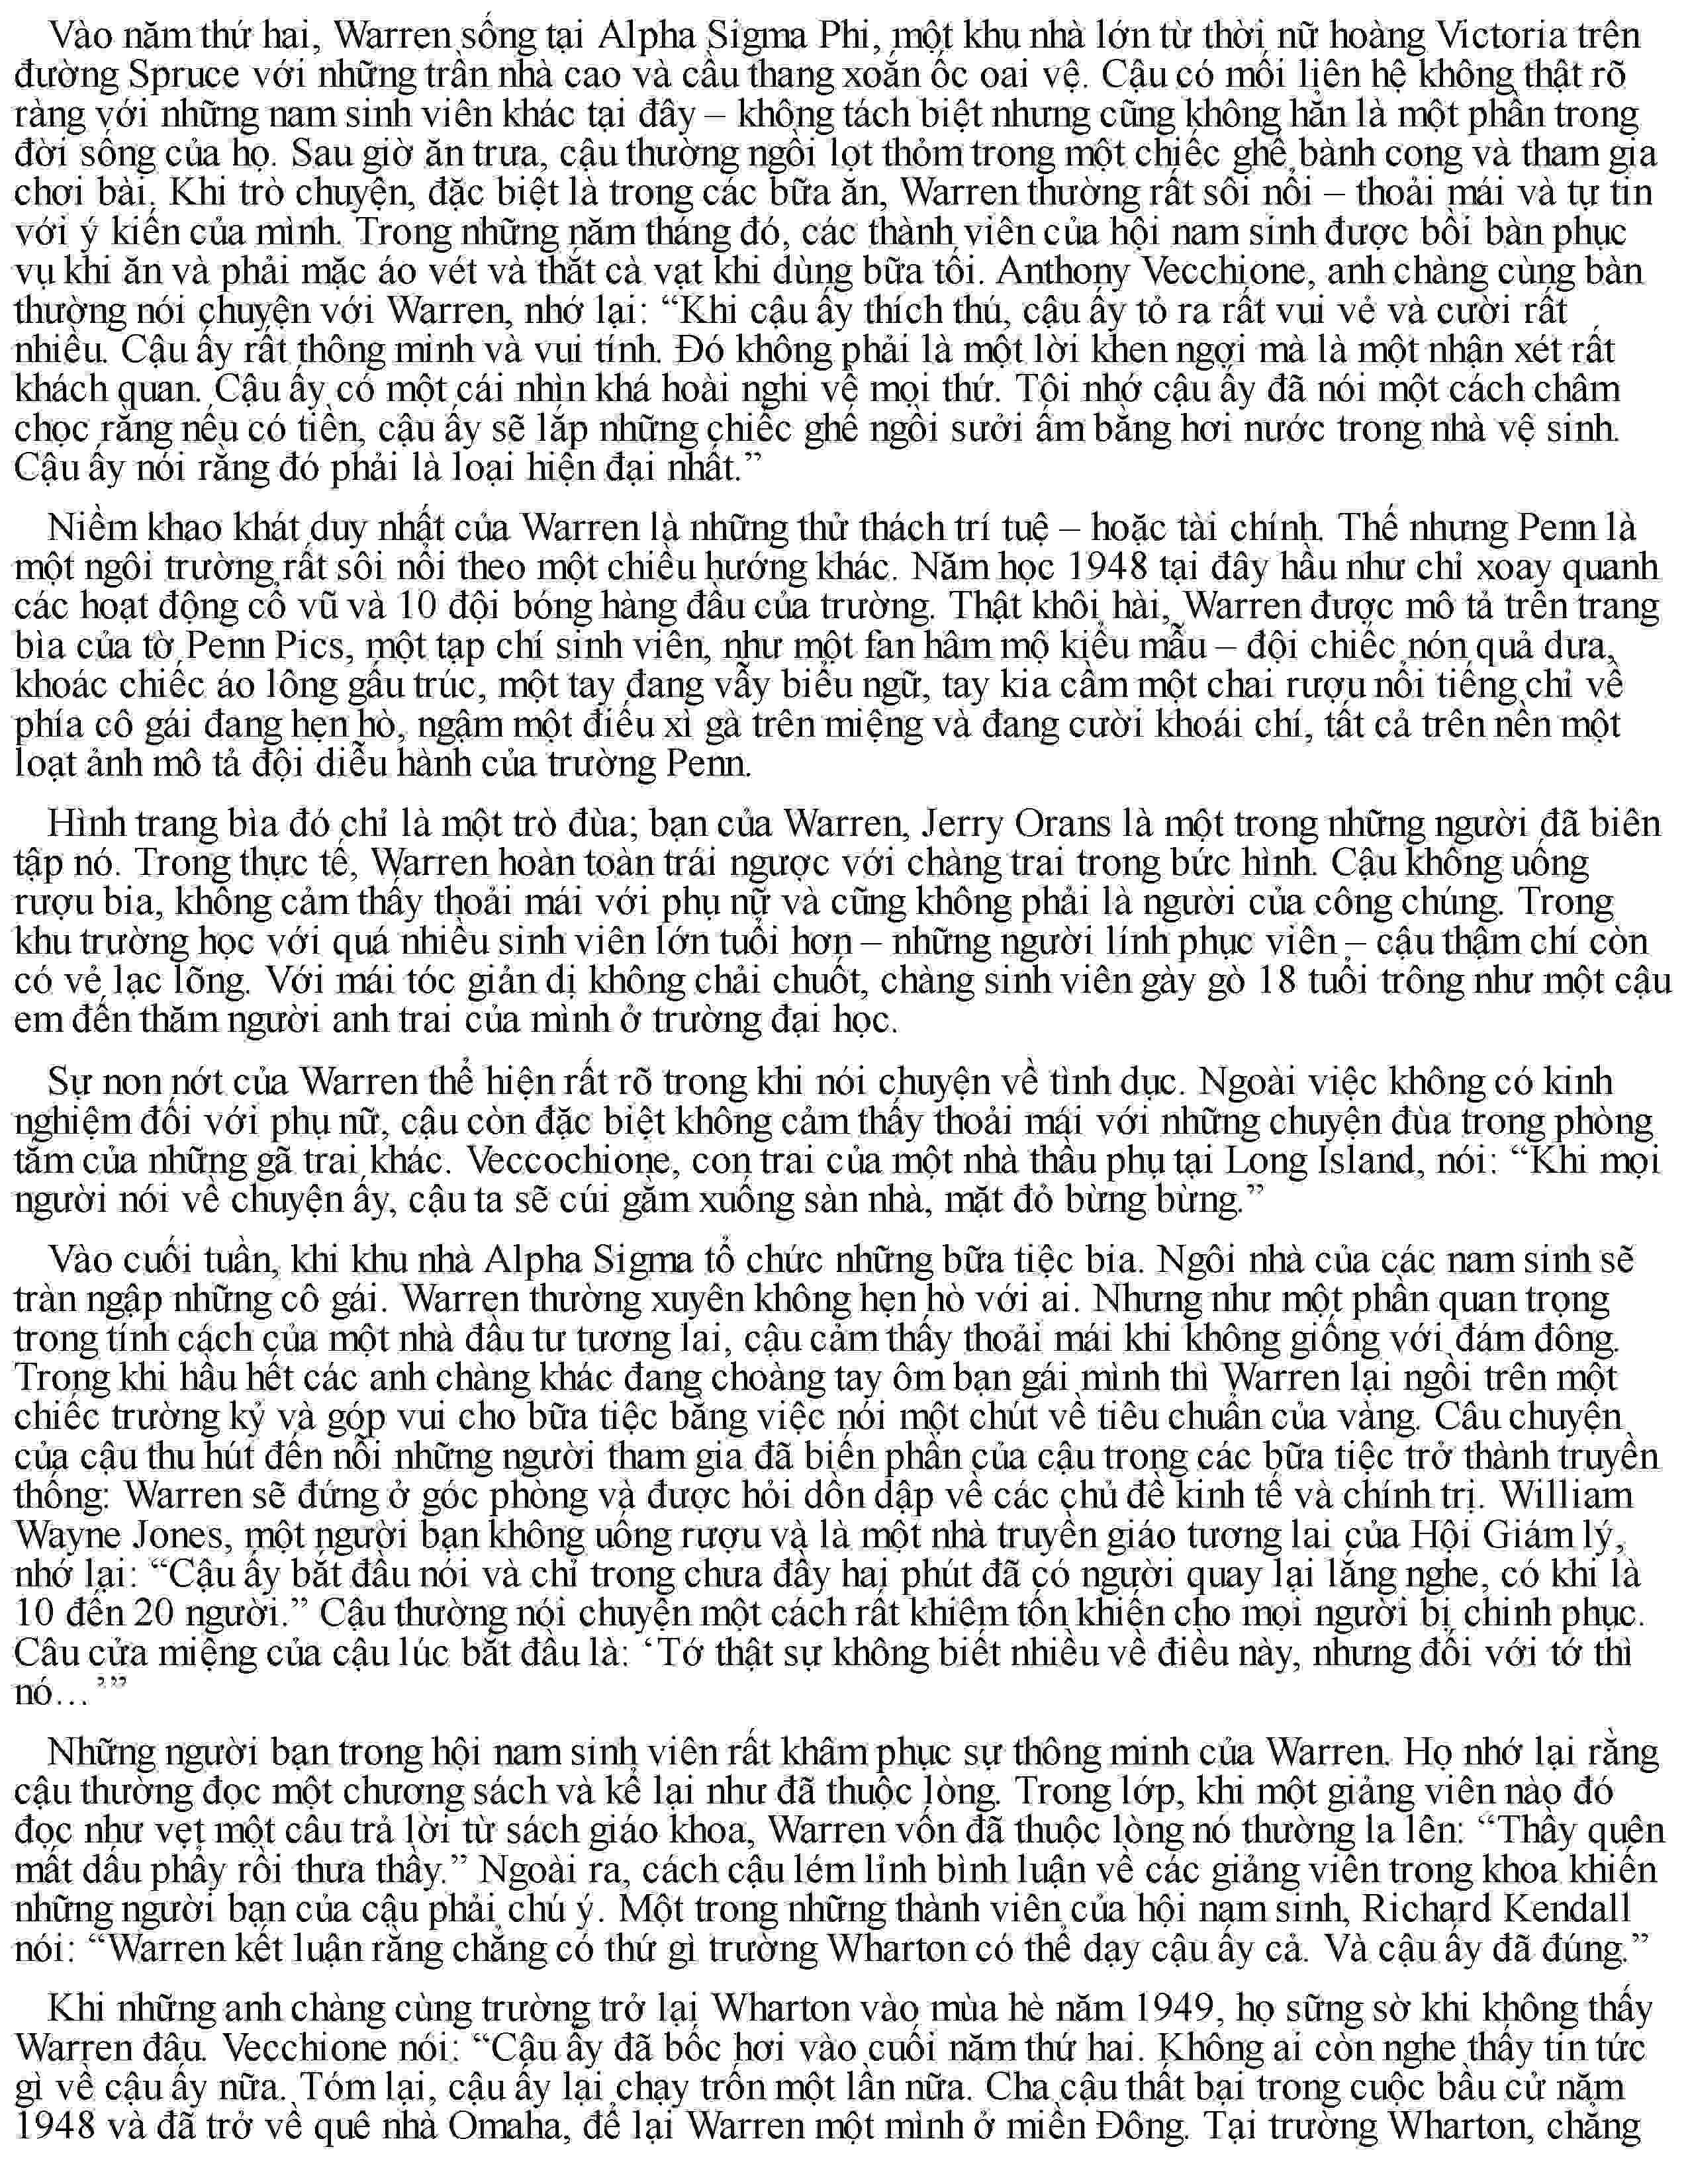 Vào năm thứ hai, Warren sống tại Alpha Sigma Phi, một khu nhà lớn từ thời nữ hoàng Victoria trên
đường Spruce với những trần nhà cao và cầu thang xoắn ốc oai vệ. Cậu có mối liên hệ không thật rõ
ràng với những nam sinh viên khác tại đây – không tách biệt nhưng cũng không hẳn là một phần trong
đời sống của họ. Sau giờ ăn trưa, cậu thường ngồi lọt thỏm trong một chiếc ghế bành cong và tham gia
chơi bài. Khi trò chuyện, đặc biệt là trong các bữa ăn, Warren thường rất sôi nổi – thoải mái và tự tin
với ý kiến của mình. Trong những năm tháng đó, các thành viên của hội nam sinh được bồi bàn phục
vụ khi ăn và phải mặc áo vét và thắt cà vạt khi dùng bữa tối. Anthony Vecchione, anh chàng cùng bàn
thường nói chuyện với Warren, nhớ lại: “Khi cậu ấy thích thú, cậu ấy tỏ ra rất vui vẻ và cười rất
nhiều. Cậu ấy rất thông minh và vui tính. Đó không phải là một lời khen ngợi mà là một nhận xét rất
khách quan. Cậu ấy có một cái nhìn khá hoài nghi về mọi thứ. Tôi nhớ cậu ấy đã nói một cách châm
chọc rằng nếu có tiền, cậu ấy sẽ lắp những chiếc ghế ngồi sưởi ấm bằng hơi nước trong nhà vệ sinh.
Cậu ấy nói rằng đó phải là loại hiện đại nhất.”
Niềm khao khát duy nhất của Warren là những thử thách trí tuệ – hoặc tài chính. Thế nhưng Penn là
một ngôi trường rất sôi nổi theo một chiều hướng khác. Năm học 1948 tại đây hầu như chỉ xoay quanh
các hoạt động cổ vũ và 10 đội bóng hàng đầu của trường. Thật khôi hài, Warren được mô tả trên trang
bìa của tờ Penn Pics, một tạp chí sinh viên, như một fan hâm mộ kiểu mẫu – đội chiếc nón quả dưa,
khoác chiếc áo lông gấu trúc, một tay đang vẫy biểu ngữ, tay kia cầm một chai rượu nổi tiếng chỉ về
phía cô gái đang hẹn hò, ngậm một điếu xì gà trên miệng và đang cười khoái chí, tất cả trên nền một
loạt ảnh mô tả đội diễu hành của trường Penn.
Hình trang bìa đó chỉ là một trò đùa; bạn của Warren, Jerry Orans là một trong những người đã biên
tập nó. Trong thực tế, Warren hoàn toàn trái ngược với chàng trai trong bức hình. Cậu không uống
rượu bia, không cảm thấy thoải mái với phụ nữ và cũng không phải là người của công chúng. Trong
khu trường học với quá nhiều sinh viên lớn tuổi hơn – những người lính phục viên – cậu thậm chí còn
có vẻ lạc lõng. Với mái tóc giản dị không chải chuốt, chàng sinh viên gày gò 18 tuổi trông như một cậu
em đến thăm người anh trai của mình ở trường đại học.
Sự non nớt của Warren thể hiện rất rõ trong khi nói chuyện về tình dục. Ngoài việc không có kinh
nghiệm đối với phụ nữ, cậu còn đặc biệt không cảm thấy thoải mái với những chuyện đùa trong phòng
tắm của những gã trai khác. Veccochione, con trai của một nhà thầu phụ tại Long Island, nói: “Khi mọi
người nói về chuyện ấy, cậu ta sẽ cúi gằm xuống sàn nhà, mặt đỏ bừng bừng.”
Vào cuối tuần, khi khu nhà Alpha Sigma tổ chức những bữa tiệc bia. Ngôi nhà của các nam sinh sẽ
tràn ngập những cô gái. Warren thường xuyên không hẹn hò với ai. Nhưng như một phần quan trọng
trong tính cách của một nhà đầu tư tương lai, cậu cảm thấy thoải mái khi không giống với đám đông.
Trong khi hầu hết các anh chàng khác đang choàng tay ôm bạn gái mình thì Warren lại ngồi trên một
chiếc trường kỷ và góp vui cho bữa tiệc bằng việc nói một chút về tiêu chuẩn của vàng. Câu chuyện
của cậu thu hút đến nỗi những người tham gia đã biến phần của cậu trong các bữa tiệc trở thành truyền
thống: Warren sẽ đứng ở góc phòng và được hỏi dồn dập về các chủ đề kinh tế và chính trị. William
Wayne Jones, một người bạn không uống rượu và là một nhà truyền giáo tương lai của Hội Giám lý,
nhớ lại: “Cậu ấy bắt đầu nói và chỉ trong chưa đầy hai phút đã có người quay lại lắng nghe, có khi là
10 đến 20 người.” Cậu thường nói chuyện một cách rất khiêm tốn khiến cho mọi người bị chinh phục.
Câu cửa miệng của cậu lúc bắt đầu là: ‘Tớ thật sự không biết nhiều về điều này, nhưng đối với tớ thì
nó…’”
Những người bạn trong hội nam sinh viên rất khâm phục sự thông minh của Warren. Họ nhớ lại rằng
cậu thường đọc một chương sách và kể lại như đã thuộc lòng. Trong lớp, khi một giảng viên nào đó
đọc như vẹt một câu trả lời từ sách giáo khoa, Warren vốn đã thuộc lòng nó thường la lên: “Thầy quên
mất dấu phẩy rồi thưa thầy.” Ngoài ra, cách cậu lém lỉnh bình luận về các giảng viên trong khoa khiến
những người bạn của cậu phải chú ý. Một trong những thành viên của hội nam sinh, Richard Kendall
nói: “Warren kết luận rằng chẳng có thứ gì trường Wharton có thể dạy cậu ấy cả. Và cậu ấy đã đúng.”
Khi những anh chàng cùng trường trở lại Wharton vào mùa hè năm 1949, họ sững sờ khi không thấy
Warren đâu. Vecchione nói: “Cậu ấy đã bốc hơi vào cuối năm thứ hai. Không ai còn nghe thấy tin tức
gì về cậu ấy nữa. Tóm lại, cậu ấy lại chạy trốn một lần nữa. Cha cậu thất bại trong cuộc bầu cử năm
1948 và đã trở về quê nhà Omaha, để lại Warren một mình ở miền Đông. Tại trường Wharton, chẳng